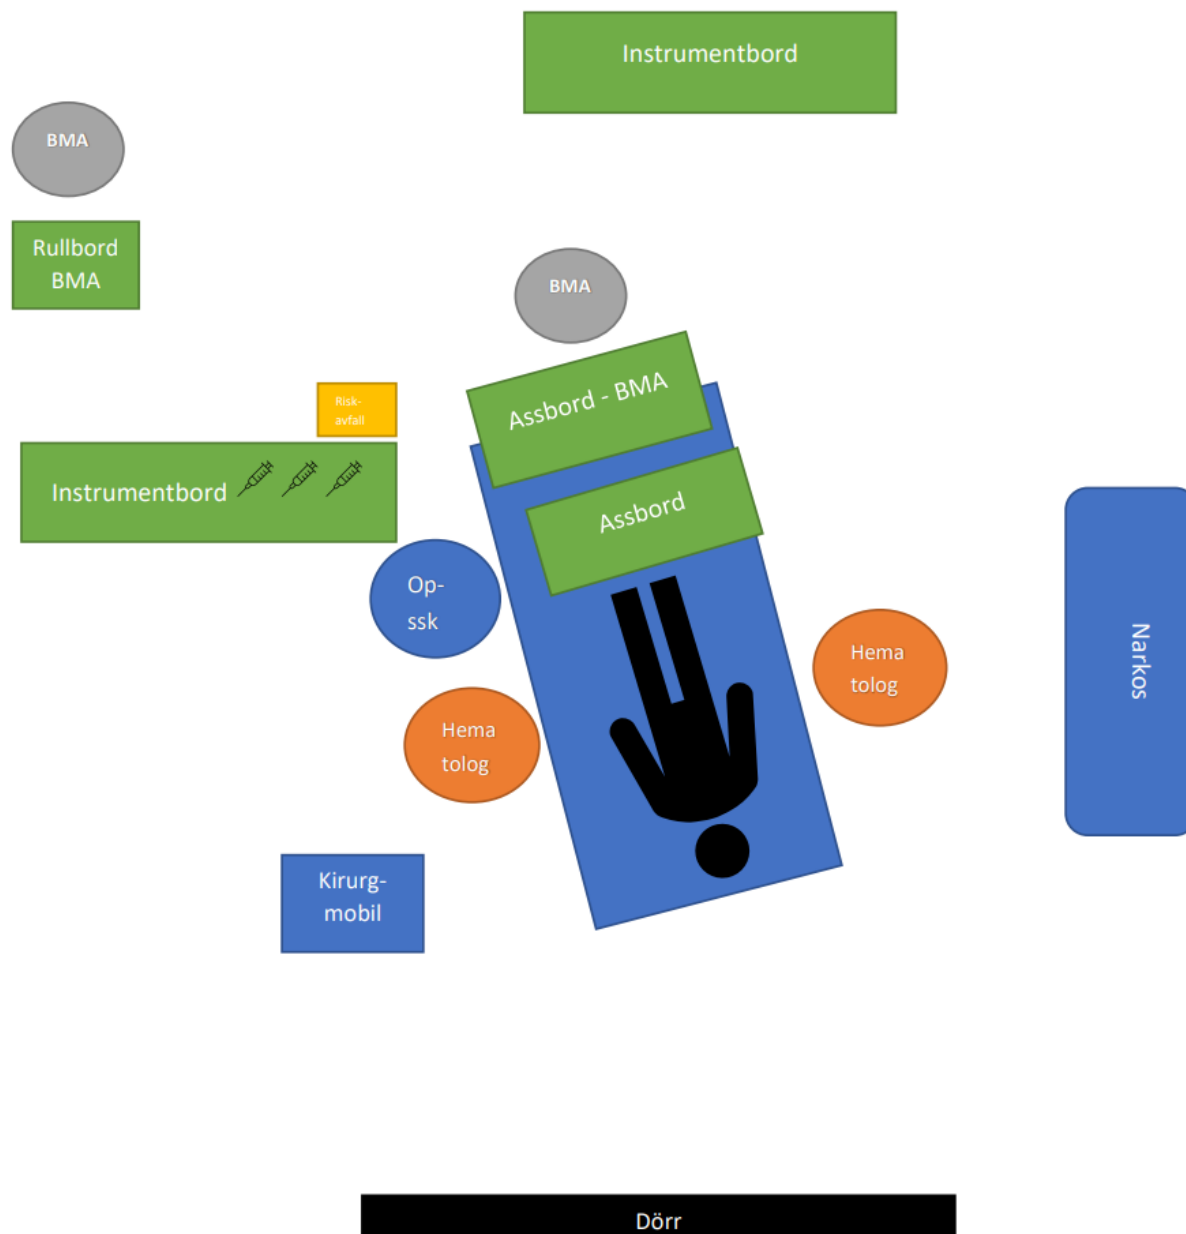 Instrumentbord
BMA
Rullbord
BMA
BMA
Assbord - BMA
Risk-
avfall
Instrumentbord
Assbord
Op-
ssk
Hema
tolog
Narkos
Hema
tolog
Kirurg-
mobil
Dörr